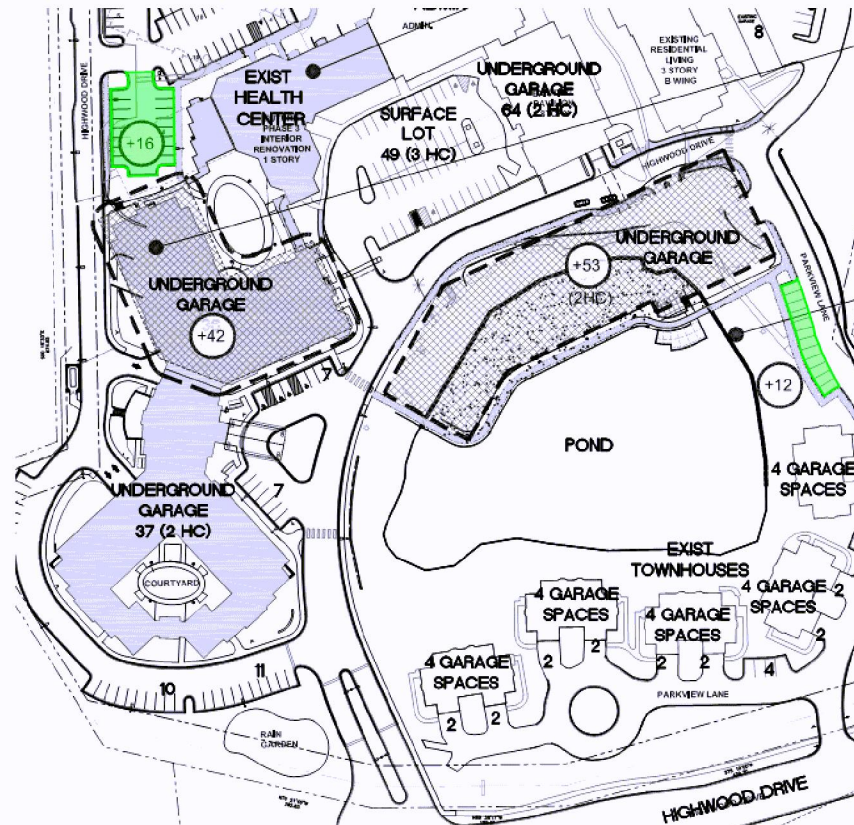 ADMIN.
EXISTING
GARAGE
8
EXISTING
RESIDENTIAL
LIVING
3 STORY
B WING
EXIST
HEALTH
CENTER
PHASE 3
INTERIOR
RENOVATION
1 STORY
UNDERGROUND
GARAGE
64 (2 HC)
SURFACE
LOT
49 (3 HC)
HIGHWOOD DRIVE
+16
HIGHWOOD DRIVE
UNDERGROUND
GARAGE
+53
(2HC)
PARKVIEW LANE
UNDERGROUND
GARAGE
+42
7
+12
POND
4 GARAGE
SPACES
7
UNDERGROUND
GARAGE
37 (2 HC)
COURTYARD
EXIST
TOWNHOUSES
4 GARAGE
SPACES
2
2
4 GARAGE
SPACES
2
2
4 GARAGE
SPACES
2
2
4
4 GARAGE
SPACES
2
2
11
10
PARKVIEW LANE
RAIN
GARDEN
HIGHWOOD DRIVE